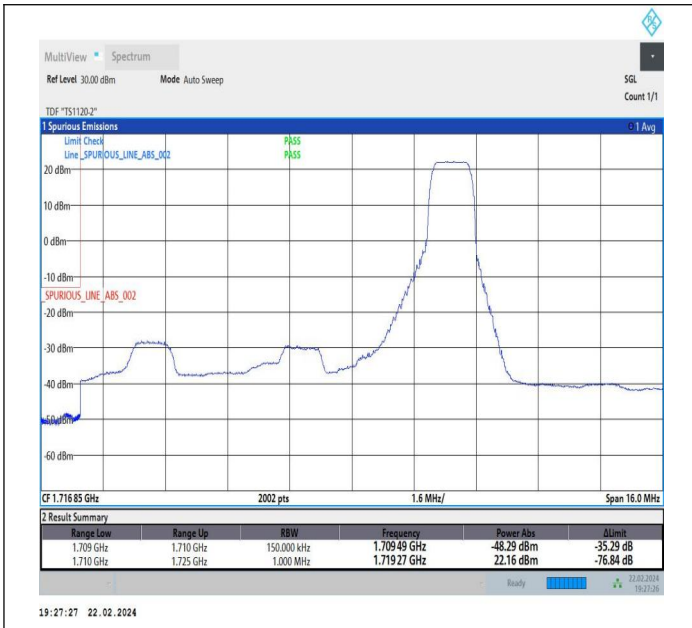 R S
MultiView Spectrum
Ref Level 30.00 dBm Mode Auto Sweep SGL
Count 1/1
TDF "TS1120-2"
1 Spurious Emissions 1 Avg
Limit Check PASS
Line _SPURIOUS_LINE_ABS_002 PASS
20 dBm
10 dBm
0 dBm
-10 dBm
_SPURIOUS_LINE_ABS_002
-20 dBm
-30 dBm
-40 dBm
-50 dBm
-60 dBm
CF 1.716 85 GHz 2002 pts 1.6 MHz/ Span 16.0 MHz
2 Result Summary
Range Low Range Up RBW Frequency Power Abs ΔLimit
1.709 GHz 1.710 GHz 150.000 kHz 1.709 49 GHz -48.29 dBm -35.29 dB
1.710 GHz 1.725 GHz 1.000 MHz 1.719 27 GHz 22.16 dBm -76.84 dB
Ready 22.02.2024
19:27:26
19:27:27 22.02.2024